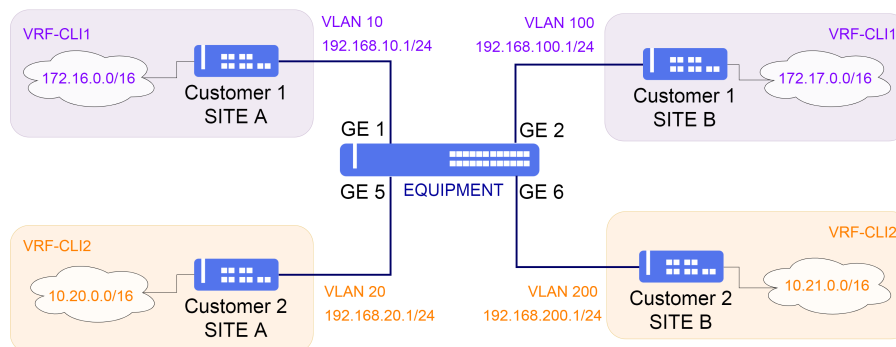 VRF-CLI1
172.16.0.0/16
Customer 1
SITE A
VLAN 10
192.168.10.1/24
VLAN 100
192.168.100.1/24
VRF-CLI1
172.17.0.0/16
Customer 1
SITE B
GE 1
GE 2
GE 5
EQUIPMENT
GE 6
VRF-CLI2
10.20.0.0/16
Customer 2
SITE A
VLAN 20
192.168.20.1/24
VLAN 200
192.168.200.1/24
VRF-CLI2
10.21.0.0/16
Customer 2
SITE B